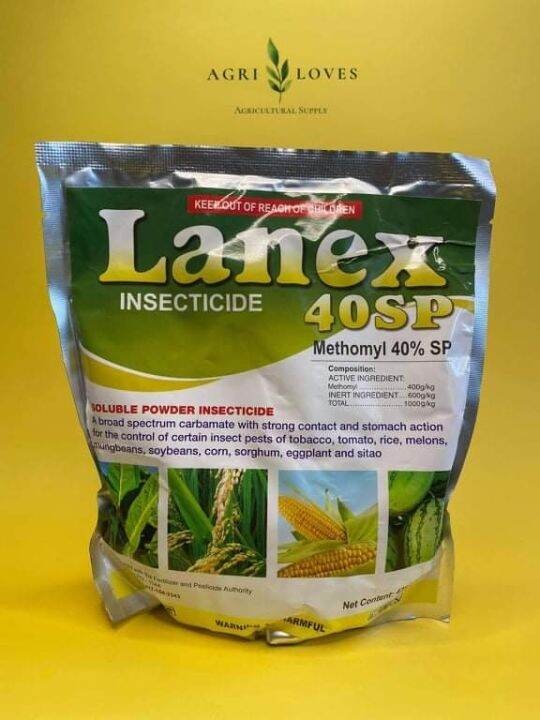 AGRI LOVES
AGRICULTURAL SUPPLY
KEEP OUT OF REACH OF CHILDREN
Lanex
INSECTICIDE
40SP
Methomyl 40% SP
Composition:
ACTIVE INGREDIENT:
Methomyl....................400g/kg
INERT INGREDIENT....600g/kg
TOTAL.......................1000g/kg
SOLUBLE POWDER INSECTICIDE
A broad spectrum carbamate with strong contact and stomach action
for the control of certain insect pests of tobacco, tomato, rice, melons,
mungbeans, soybeans, corn, sorghum, eggplant and sitao
with the Fertilizer and Pesticide Authority
Net Content:
WARNING HARMFUL